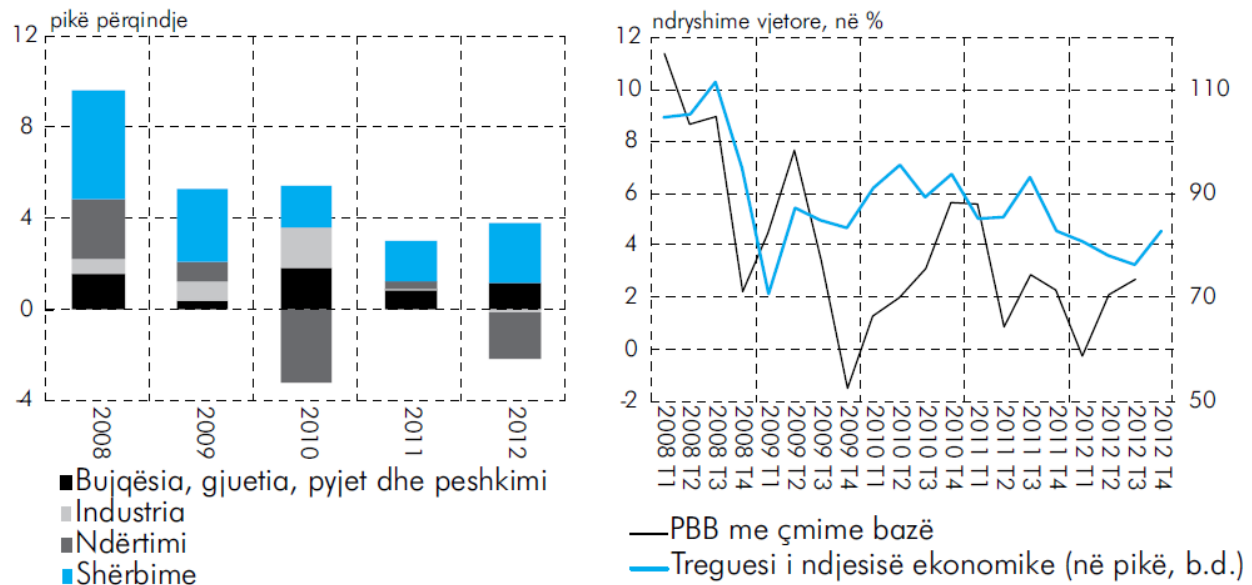 pikë përqindje
12
8
4
0
-4
2008
2009
2010
2011
2012
Bujqësia, gjuetia, pyjet dhe peshkimi
Industria
Ndërtimi
Shërbime
ndryshime vjetore, në %
12
10
8
6
4
2
0
-2
110
90
70
50
2008 T1
2008 T2
2008 T3
2008 T4
2009 T1
2009 T2
2009 T3
2009 T4
2010 T1
2010 T2
2010 T3
2010 T4
2011 T1
2011 T2
2011 T3
2011 T4
2012 T1
2012 T2
2012 T3
2012 T4
PBB me çmime bazë
Treguesi i ndjesisë ekonomike (në pikë, b.d.)